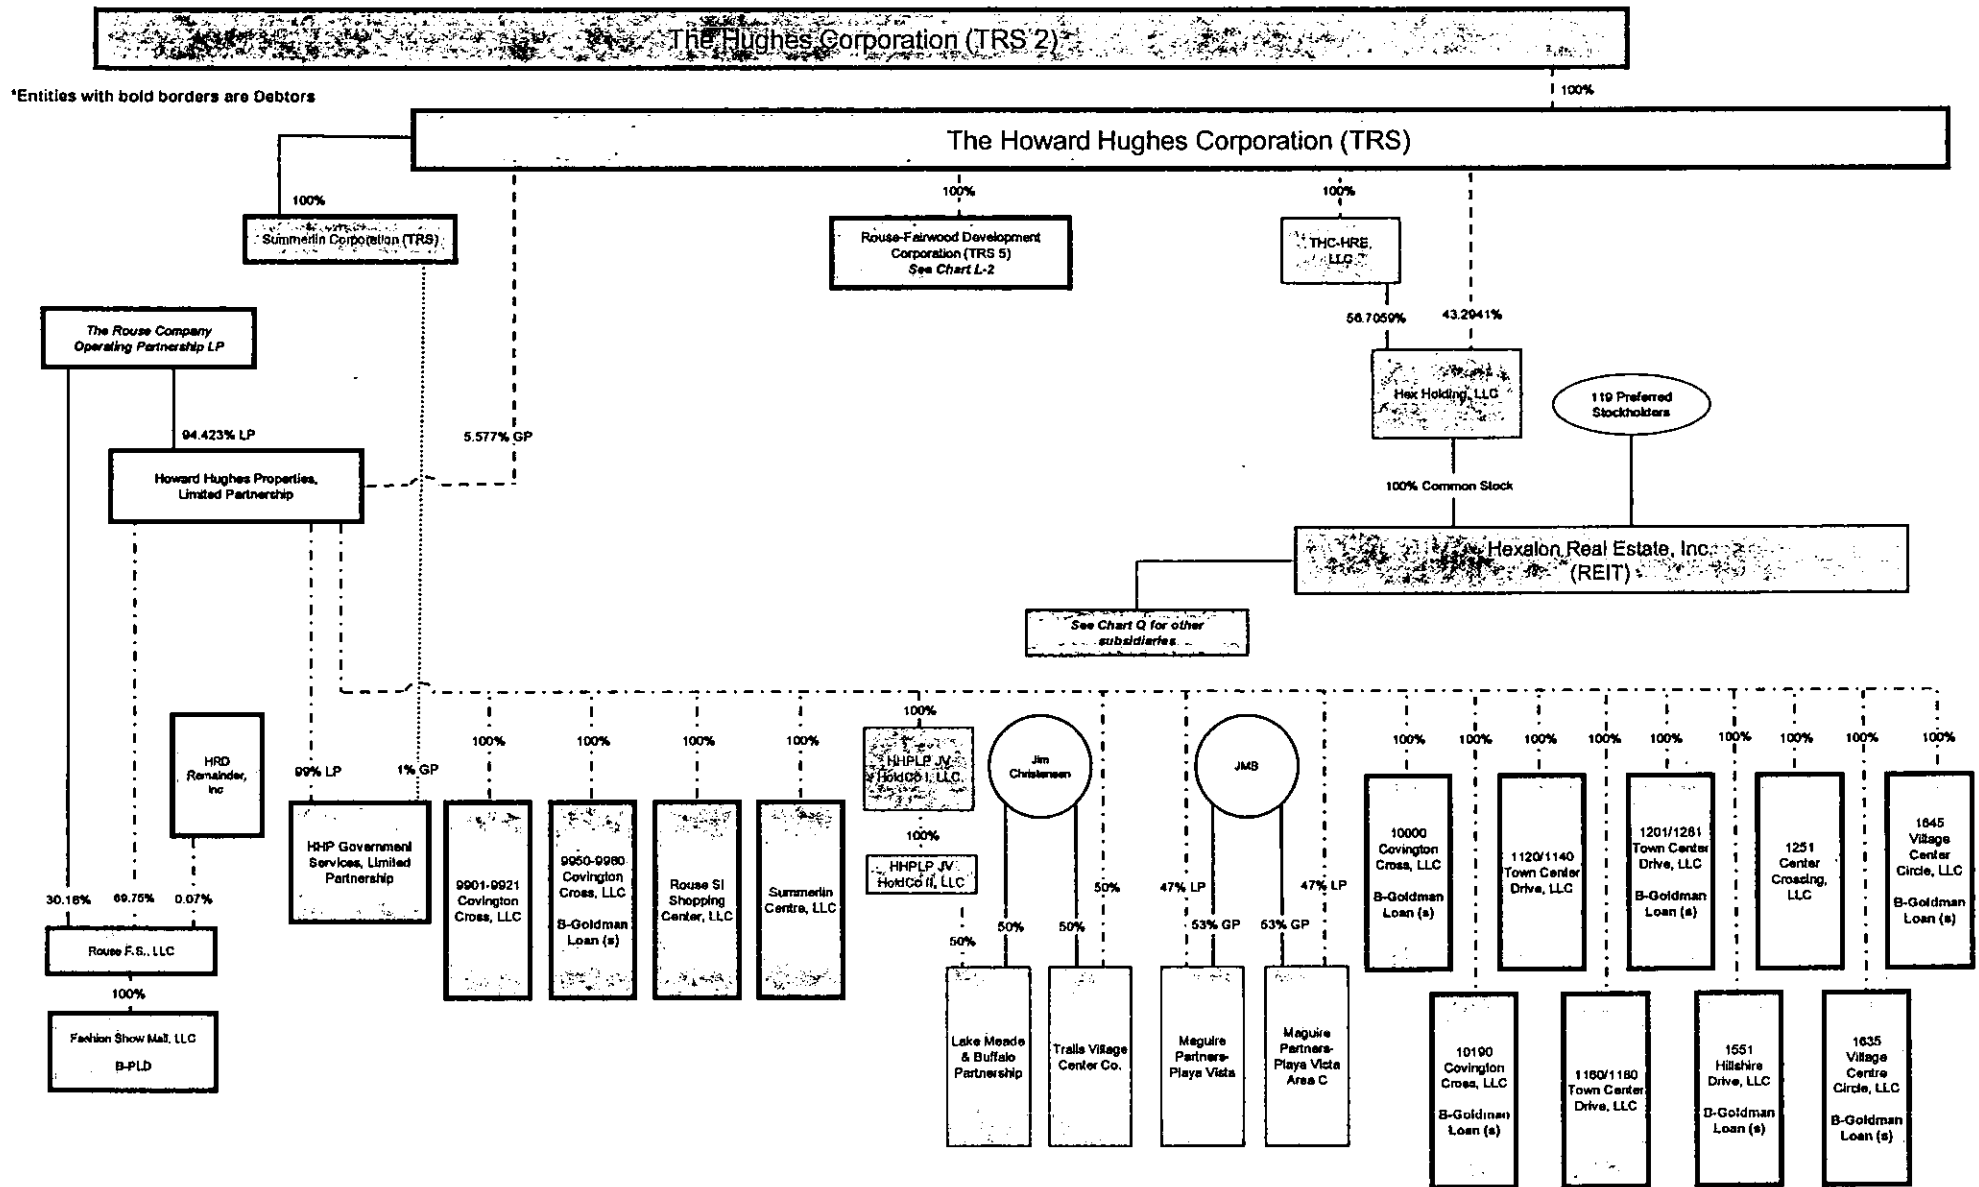 The Hughes Corporation (TRS 2)
100%
*Entities with bold borders are Debtors
The Howard Hughes Corporation (TRS)
100%
Summerlin Corporation (TRS)
100%
Rouse-Fairwood Development
Corporation (TRS 5)
See Chart L-2
100%
THC-HRE,
LLC
56.7059%
43.2941%
The Rouse Company
Operating Partnership LP
Hex Holding, LLC
119 Preferred
Stockholders
94.423% LP
5.577% GP
Howard Hughes Properties,
Limited Partnership
100% Common Stock
Hexalon Real Estate, Inc.
(REIT)
See Chart Q for other
subsidiaries
HRD
Remainder,
Inc
30.18%
69.75%
0.07%
Rouse F.S., LLC
100%
Fashion Show Mall, LLC
B-PLD
99% LP
1% GP
HHP Government
Services, Limited
Partnership
100%
9901-9921
Covington
Cross, LLC
100%
9950-9980
Covington
Cross, LLC
B-Goldman
Loan (s)
100%
Rouse SI
Shopping
Center, LLC
100%
Summerlin
Centre, LLC
100%
HHPLP JV
HoldCo I, LLC
100%
HHPLP JV
HoldCo II, LLC
Jim
Christensen
50%
50%
50%
50%
Lake Meade
& Buffalo
Partnership
Trails Village
Center Co.
JMB
47% LP
53% GP
53% GP
47% LP
Maguire
Partners-
Playa Vista
Maguire
Partners-
Playa Vista
Area C
100%
10000
Covington
Cross, LLC
B-Goldman
Loan (s)
100%
10190
Covington
Cross, LLC
B-Goldman
Loan (s)
100%
1120/1140
Town Center
Drive, LLC
100%
1160/1180
Town Center
Drive, LLC
100%
1201/1281
Town Center
Drive, LLC
B-Goldman
Loan (s)
100%
1551
Hillshire
Drive, LLC
B-Goldman
Loan (s)
100%
1251
Center
Crossing,
LLC
100%
1635
Village
Centre
Circle, LLC
B-Goldman
Loan (s)
100%
1645
Village
Center
Circle, LLC
B-Goldman
Loan (s)